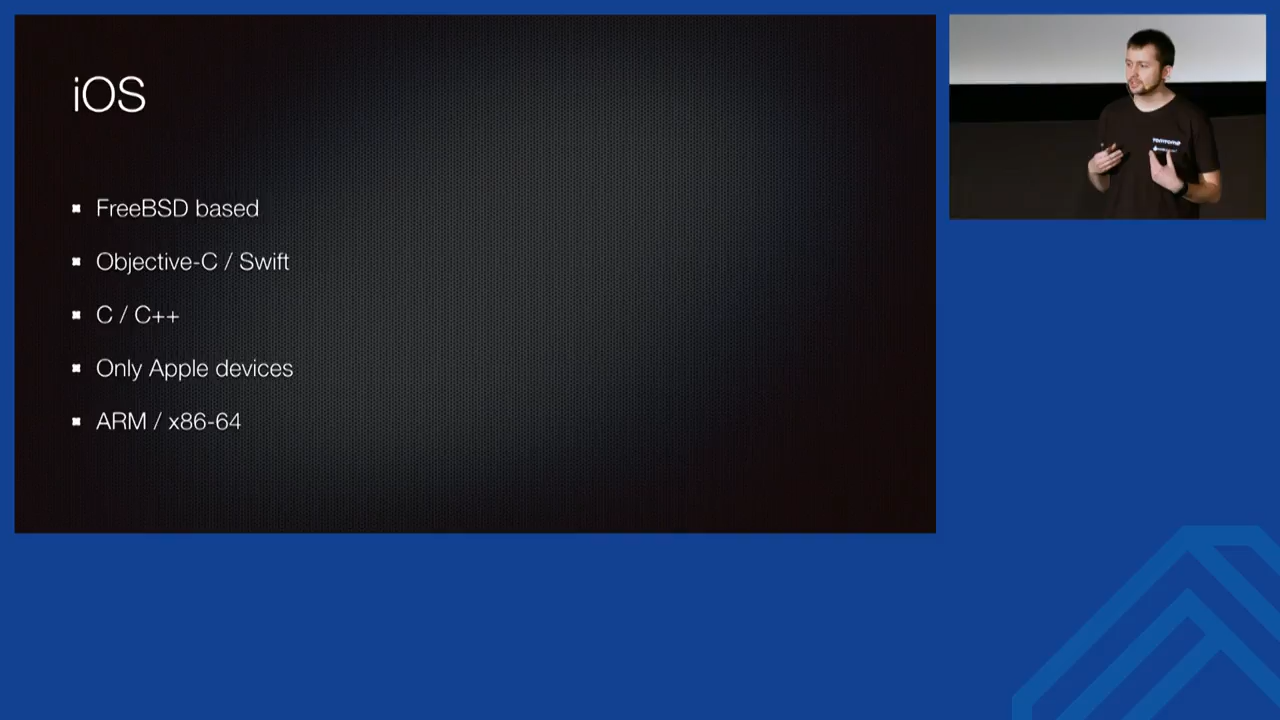 iOS
FreeBSD based
Objective-C / Swift
C / C++
Only Apple devices
ARM / x86-64